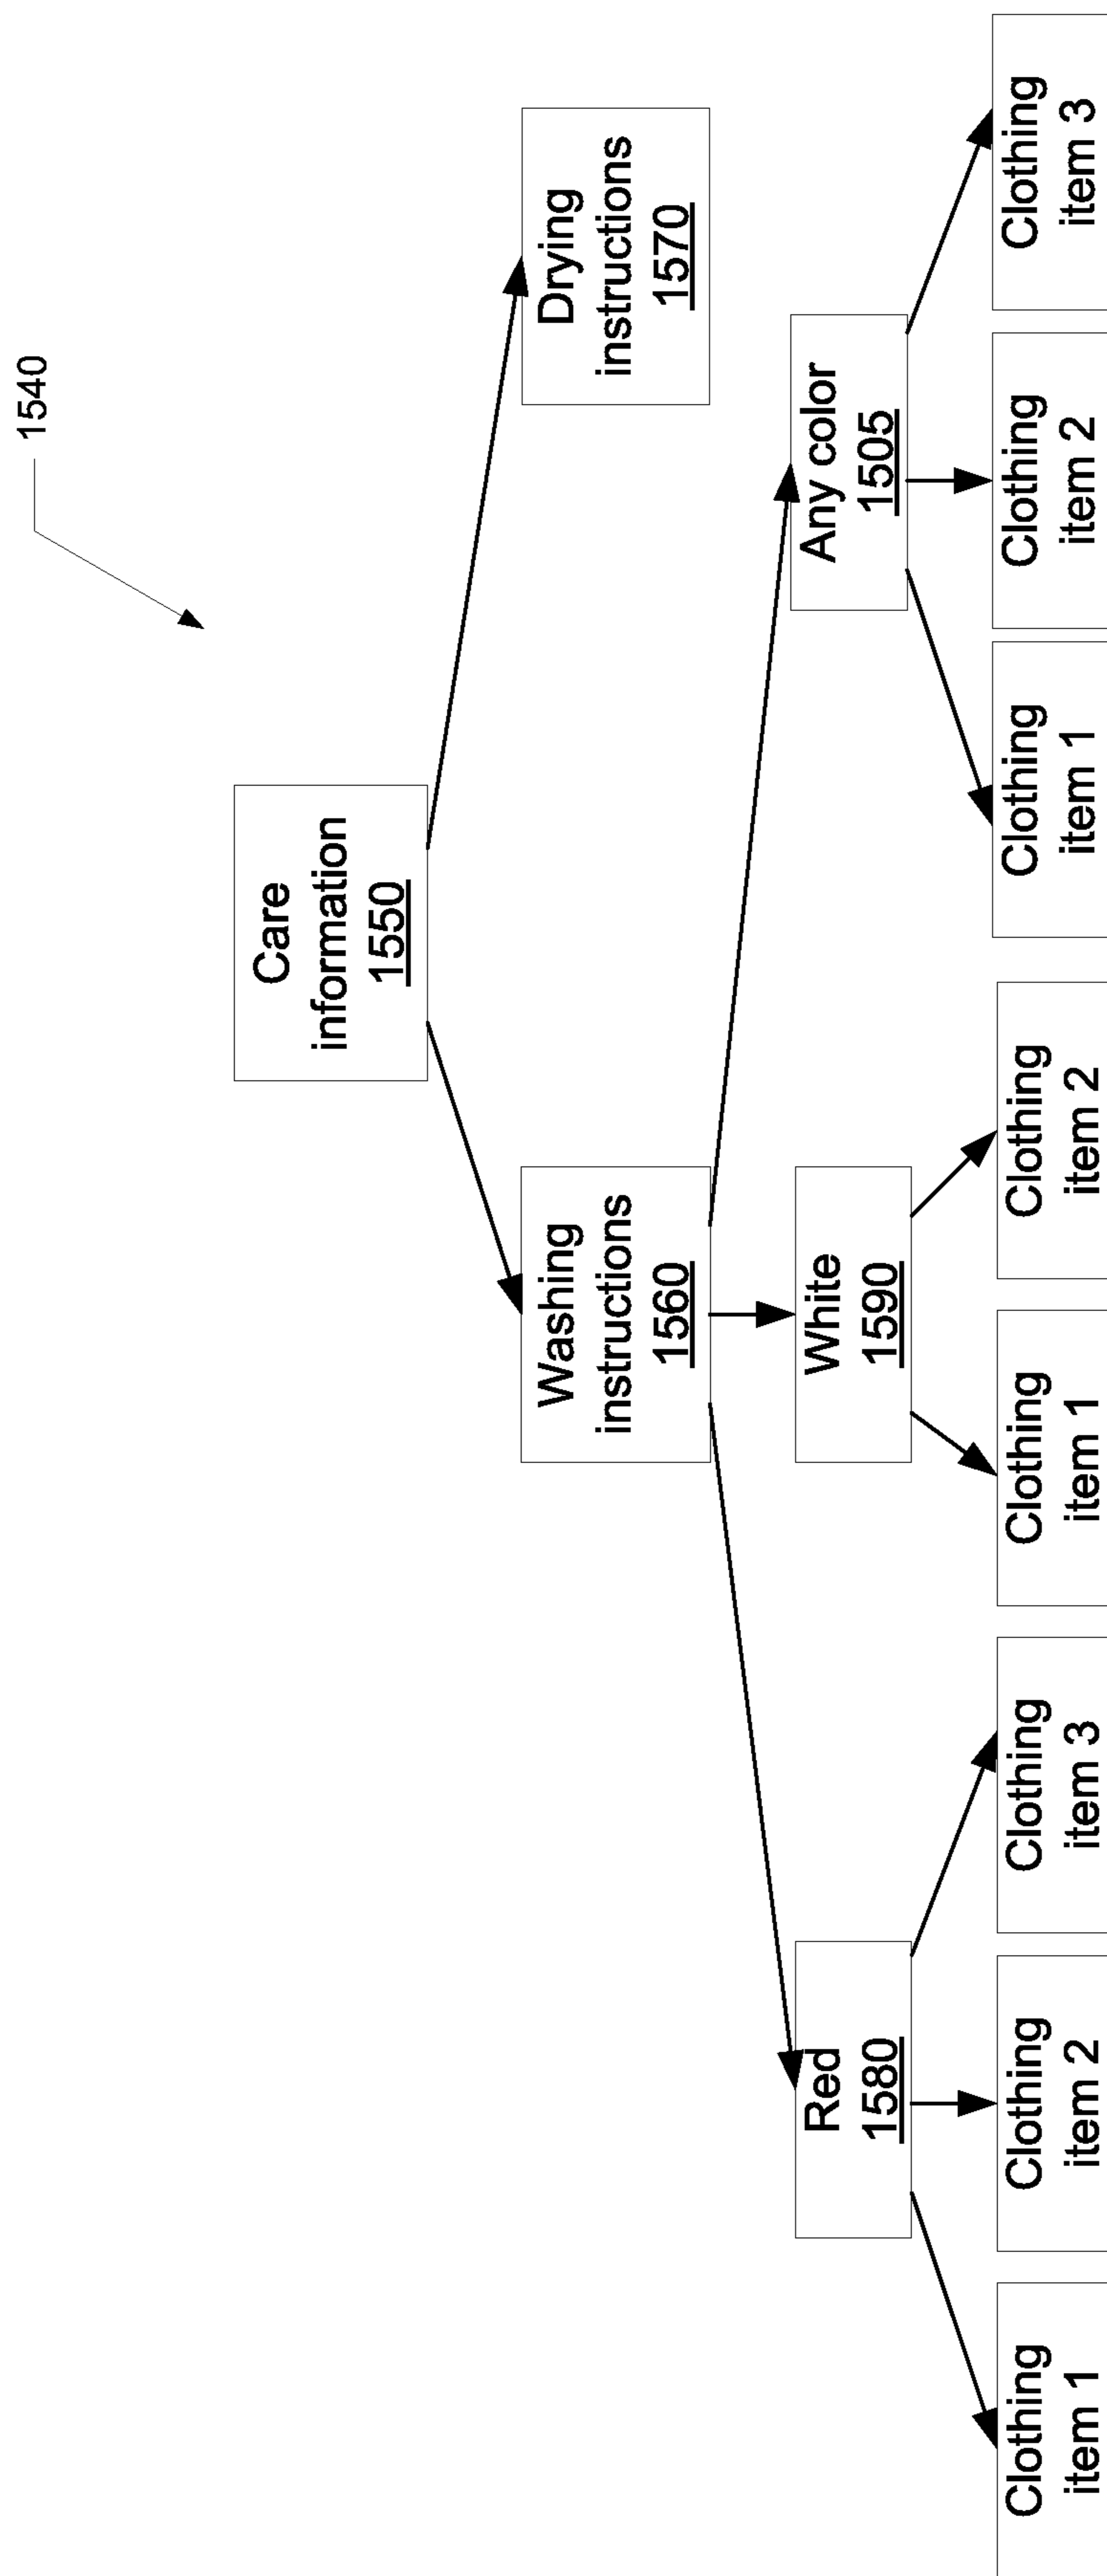 1540
Care
information
1550
Washing
instructions
1560
Drying
instructions
1570
Red
1580
White
1590
Any color
1505
Clothing
item 1
Clothing
item 2
Clothing
item 3
Clothing
item 1
Clothing
item 2
Clothing
item 1
Clothing
item 2
Clothing
item 3